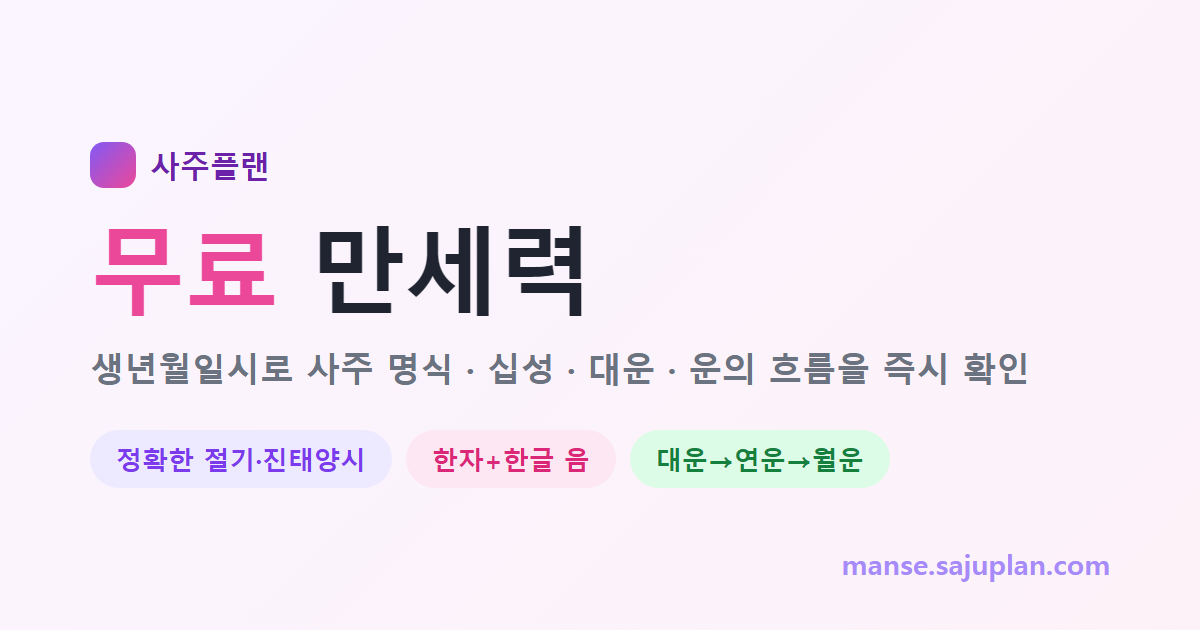 사주플랜
무료 만세력
생년월일시로 사주 명식 · 십성 · 대운 · 운의 흐름을 즉시 확인
정확한 절기·진태양시 한자+한글 음 대운→연운→월운
manse.sajuplan.com